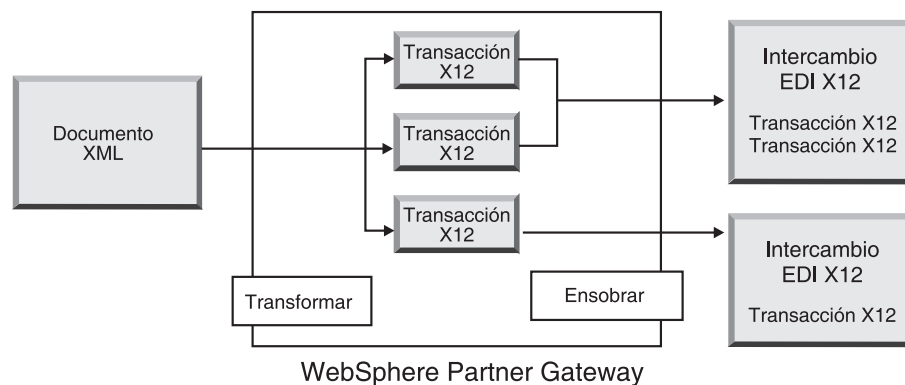 Documento
XML
Transacción
X12
Transacción
X12
Transacción
X12
Intercambio
EDI X12
Transacción X12
Transacción X12
Intercambio
EDI X12
Transacción X12
Transformar
Ensobrar
WebSphere Partner Gateway